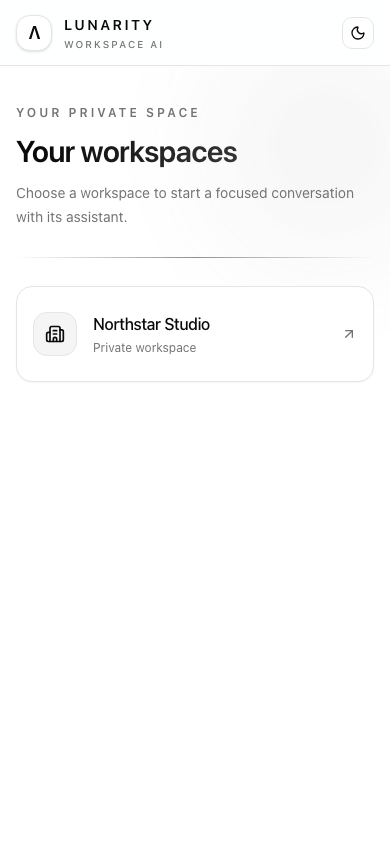 Λ
LUNARITY
WORKSPACE AI
YOUR PRIVATE SPACE
Your workspaces
Choose a workspace to start a focused conversation
with its assistant.
Northstar Studio
Private workspace